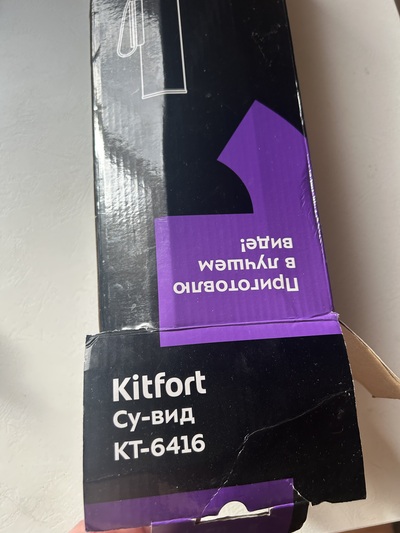 Приготовлю
в лучшем
виде!
Kitfort
Су-вид
КТ-6416